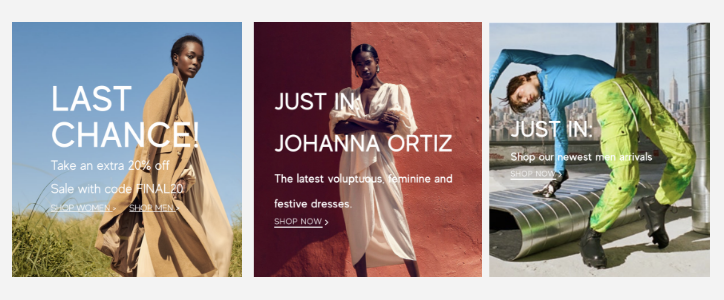 LAST
CHANCE!
Take an extra 20% off
Sale with code FINAL20.
SHOP WOMEN > SHOP MEN >
JUST IN:
JOHANNA ORTIZ
The latest voluptuous, feminine and
festive dresses.
SHOP NOW >
JUST IN:
Shop our newest men arrivals
SHOP NOW >